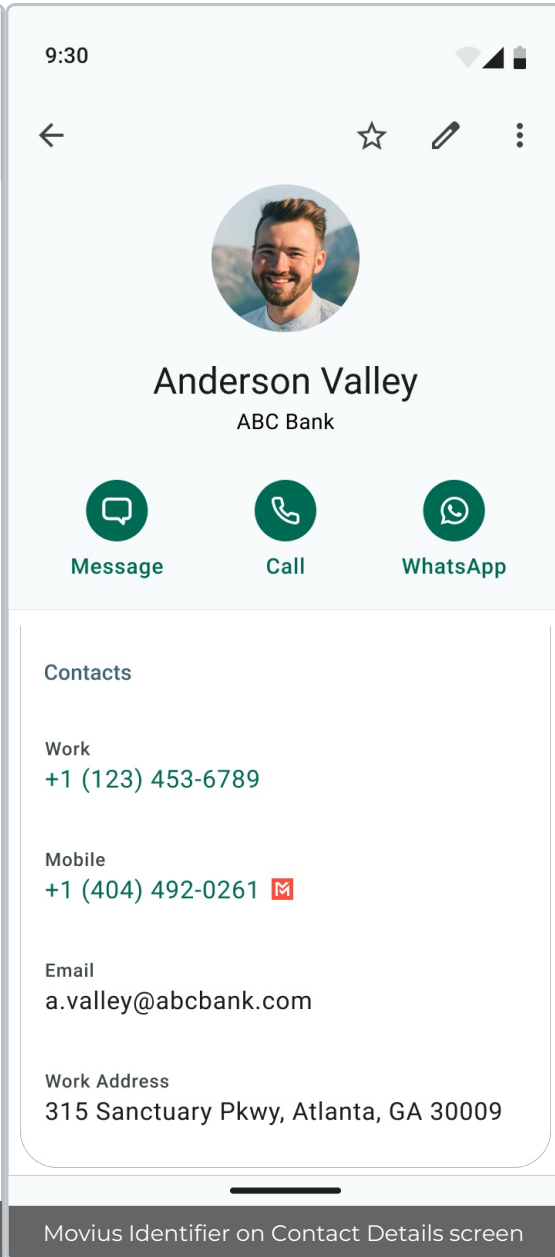 9:30
Anderson Valley
ABC Bank
Message Call WhatsApp
Contacts
Work
+1 (123) 453-6789
Mobile
+1 (404) 492-0261
Email
a.valley@abcbank.com
Work Address
315 Sanctuary Pkwy, Atlanta, GA 30009
Movius Identifier on Contact Details screen